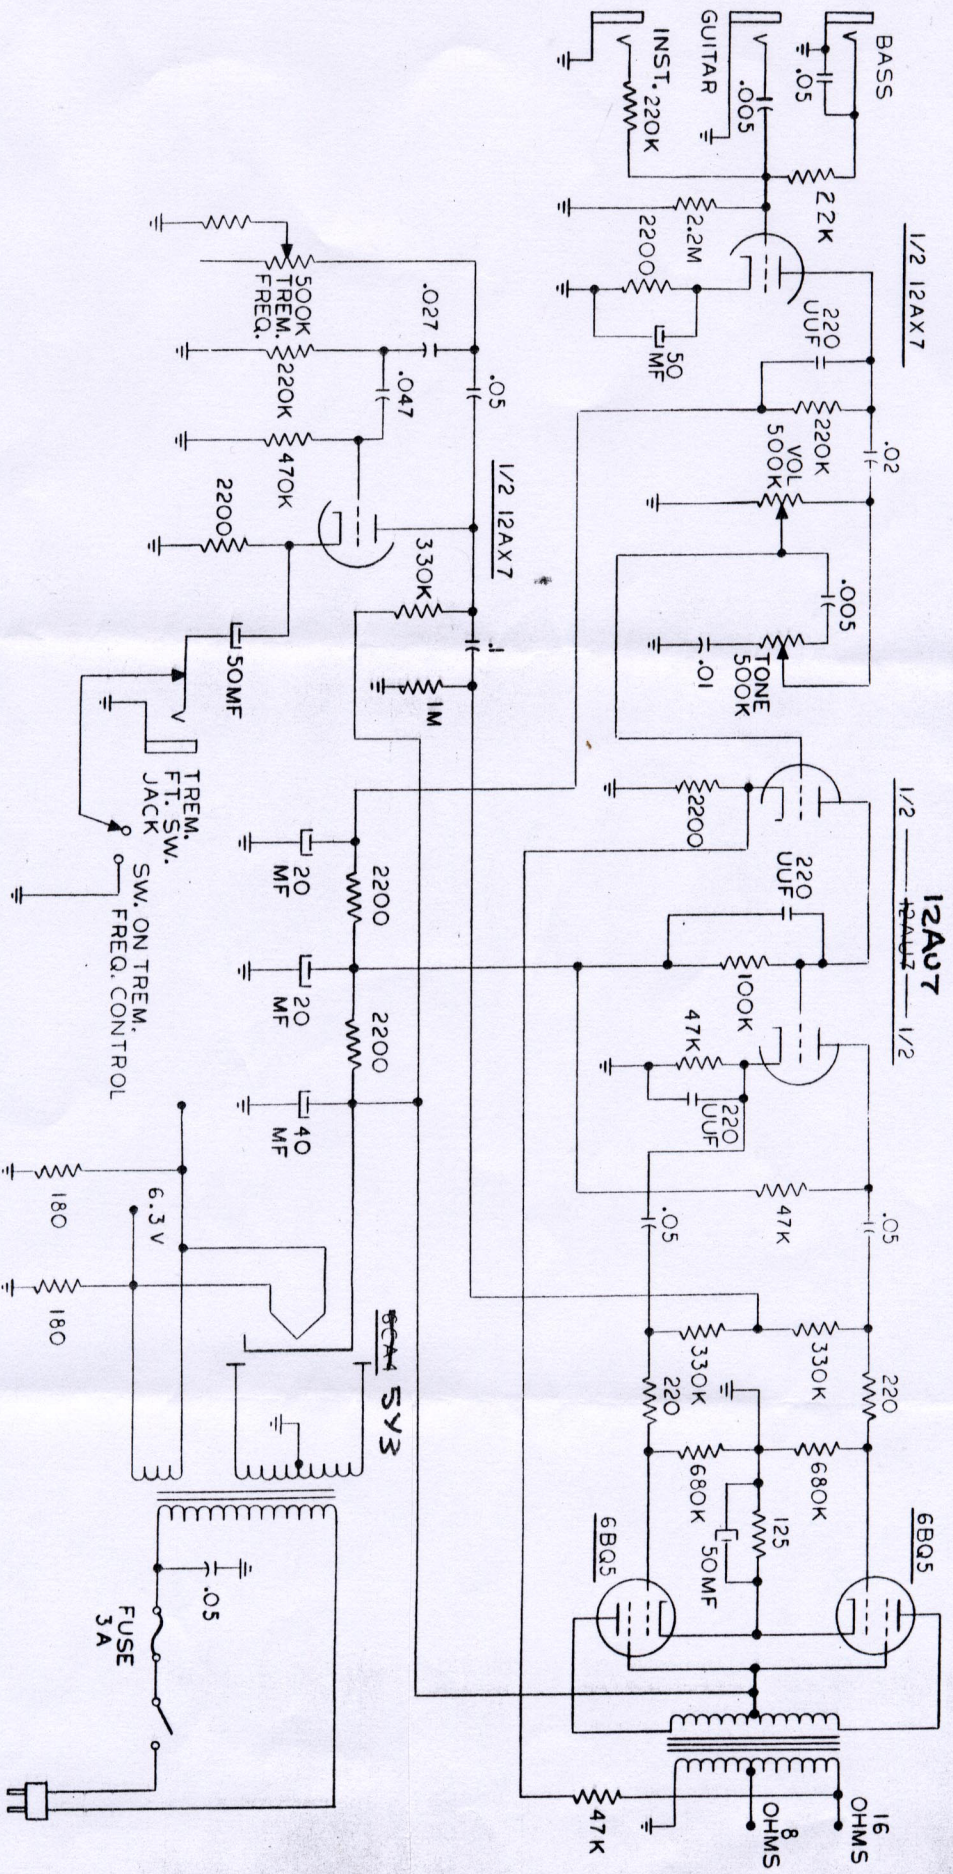 BASS
.05
GUITAR
.005
INST. 220K
22K
2.2M
2200
50
MF
1/2 12AX7
220
UUF
220K
.02
VOL
500K
.005
TONE
500K
.01
12AU7
1/2 12AU7 1/2
2200
220
UUF
100K
47K
220
UUF
47K
.05
.05
330K
330K
220
220
680K
680K
125
50MF
6BQ5
6BQ5
16
OHMS
8
OHMS
47K
500K
TREM.
FREQ.
.027
.05
220K
.047
470K
1/2 12AX7
2200
330K
.1
1M
50MF
TREM.
FT. SW.
JACK
SW. ON TREM.
FREQ. CONTROL
20
MF
2200
20
MF
2200
40
MF
6.3V
180
180
6CA4 5Y3
.05
FUSE
3A